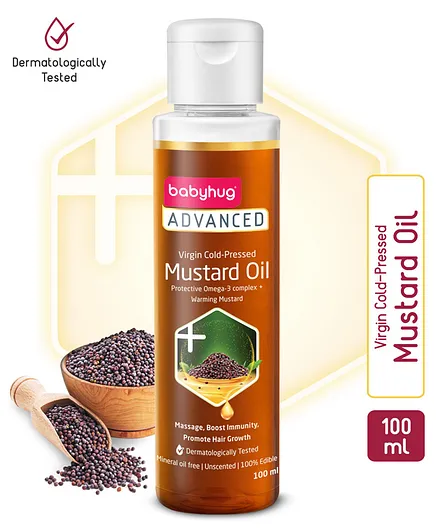 Dermatologically
Tested
babyhug
ADVANCED
Virgin Cold-Pressed
Mustard Oil
Protective Omega-3 complex +
Warming Mustard
Massage, Boost Immunity,
Promote Hair Growth
Dermatologically Tested
Mineral oil free | Unscented | 100% Edible
100 ml
Virgin Cold-Pressed
Mustard Oil
100
ml